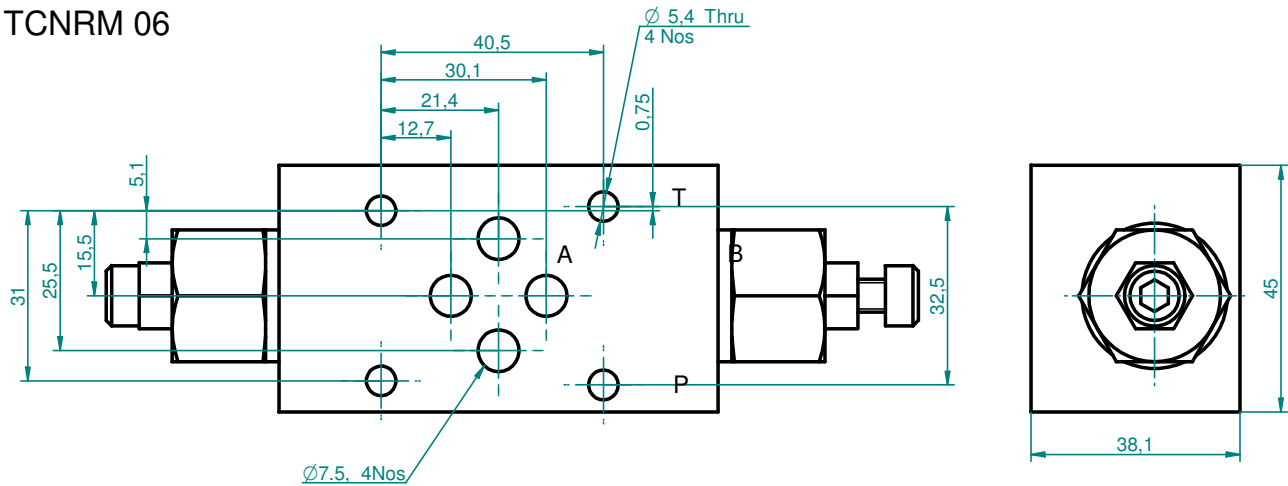 TCNRM 06
Ø 5,4 Thru
4 Nos
40,5
30,1
21,4
12,7
0,75
5,1
15,5
25,5
31
T
A
B
P
32,5
45
38,1
Ø7.5, 4Nos